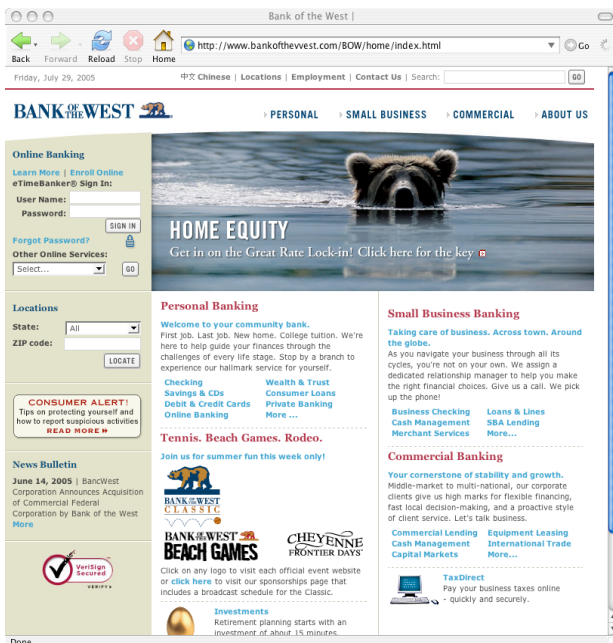 Bank of the West |
Back Forward Reload Stop Home
http://www.bankofthevvest.com/BOW/home/index.html
Go
Friday, July 29, 2005
中文 Chinese | Locations | Employment | Contact Us | Search:
GO
BANK OF THE WEST
PERSONAL SMALL BUSINESS COMMERCIAL ABOUT US
Online Banking
Learn More | Enroll Online
eTimeBanker® Sign In:
User Name:
Password:
SIGN IN
Forgot Password?
Other Online Services:
Select...
GO
HOME EQUITY
Get in on the Great Rate Lock-in! Click here for the key
Locations
State:
All
ZIP code:
LOCATE
CONSUMER ALERT!
Tips on protecting yourself and
how to report suspicious activities
READ MORE
News Bulletin
June 14, 2005 | BancWest
Corporation Announces Acquisition
of Commercial Federal
Corporation by Bank of the West
More
VeriSign
Secured
VERIFY
Personal Banking
Welcome to your community bank.
First job. Last job. New home. College tuition. We're
here to help guide your finances through the
challenges of every life stage. Stop by a branch to
experience our hallmark service for yourself.
Checking
Savings & CDs
Debit & Credit Cards
Online Banking
Wealth & Trust
Consumer Loans
Private Banking
More ...
Tennis. Beach Games. Rodeo.
Join us for summer fun this week only!
BANK OF THE WEST
CLASSIC
BANK OF THE WEST
BEACH GAMES
CHEYENNE
FRONTIER DAYS
Click on any logo to visit each official event website
or click here to visit our sponsorships page that
includes a broadcast schedule for the Classic.
Investments
Retirement planning starts with an
investment of about 15 minutes.
Small Business Banking
Taking care of business. Across town. Around
the globe.
As you navigate your business through all its
cycles, you're not on your own. We assign a
dedicated relationship manager to help you make
the right financial choices. Give us a call. We pick
up the phone!
Business Checking
Cash Management
Merchant Services
Loans & Lines
SBA Lending
More...
Commercial Banking
Your cornerstone of stability and growth.
Middle-market to multi-national, our corporate
clients give us high marks for flexible financing,
fast local decision-making, and a proactive style
of client service. Let's talk business.
Commercial Lending
Cash Management
Capital Markets
Equipment Leasing
International Trade
More...
TaxDirect
Pay your business taxes online
- quickly and securely.
Done